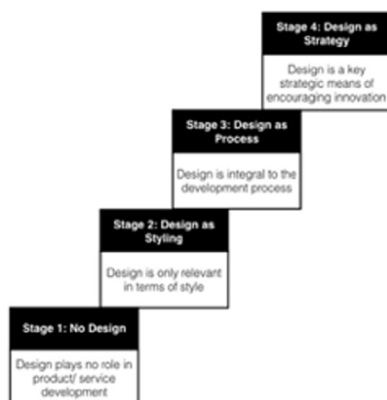 Stage 4: Design as
Strategy
Design is a key
strategic means of
encouraging innovation
Stage 3: Design as
Process
Design is integral to the
development process
Stage 2: Design as
Styling
Design is only relevant
in terms of style
Stage 1: No Design
Design plays no role in
product/ service
development